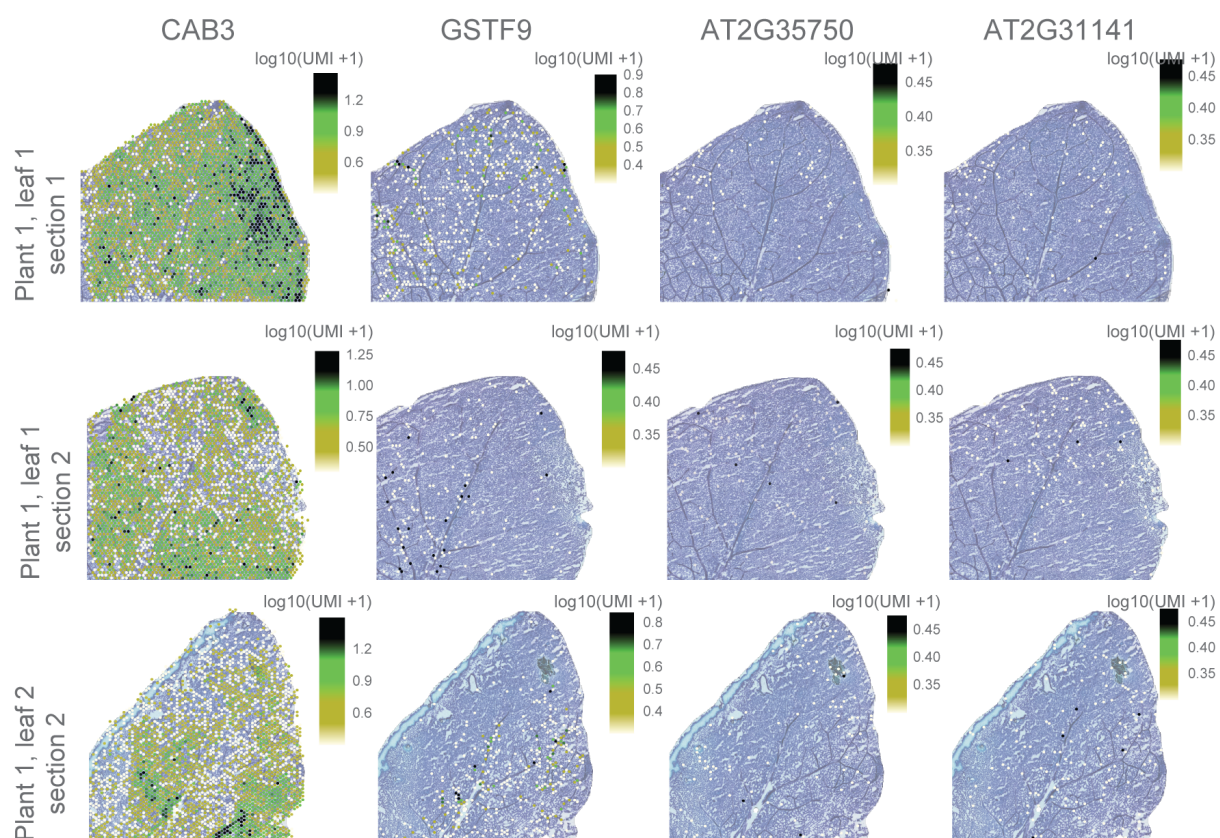 CAB3
GSTF9
AT2G35750
AT2G31141
Plant 1, leaf 1
section 1
log10(UMI +1)
1.2
0.9
0.6
log10(UMI +1)
0.9
0.8
0.7
0.6
0.5
0.4
log10(UMI +1)
0.45
0.40
0.35
log10(UMI +1)
0.45
0.40
0.35
Plant 1, leaf 1
section 2
log10(UMI +1)
1.25
1.00
0.75
0.50
log10(UMI +1)
0.45
0.40
0.35
log10(UMI +1)
0.45
0.40
0.35
log10(UMI +1)
0.45
0.40
0.35
Plant 1, leaf 2
section 2
log10(UMI +1)
1.2
0.9
0.6
log10(UMI +1)
0.8
0.7
0.6
0.5
0.4
log10(UMI +1)
0.45
0.40
0.35
log10(UMI +1)
0.45
0.40
0.35